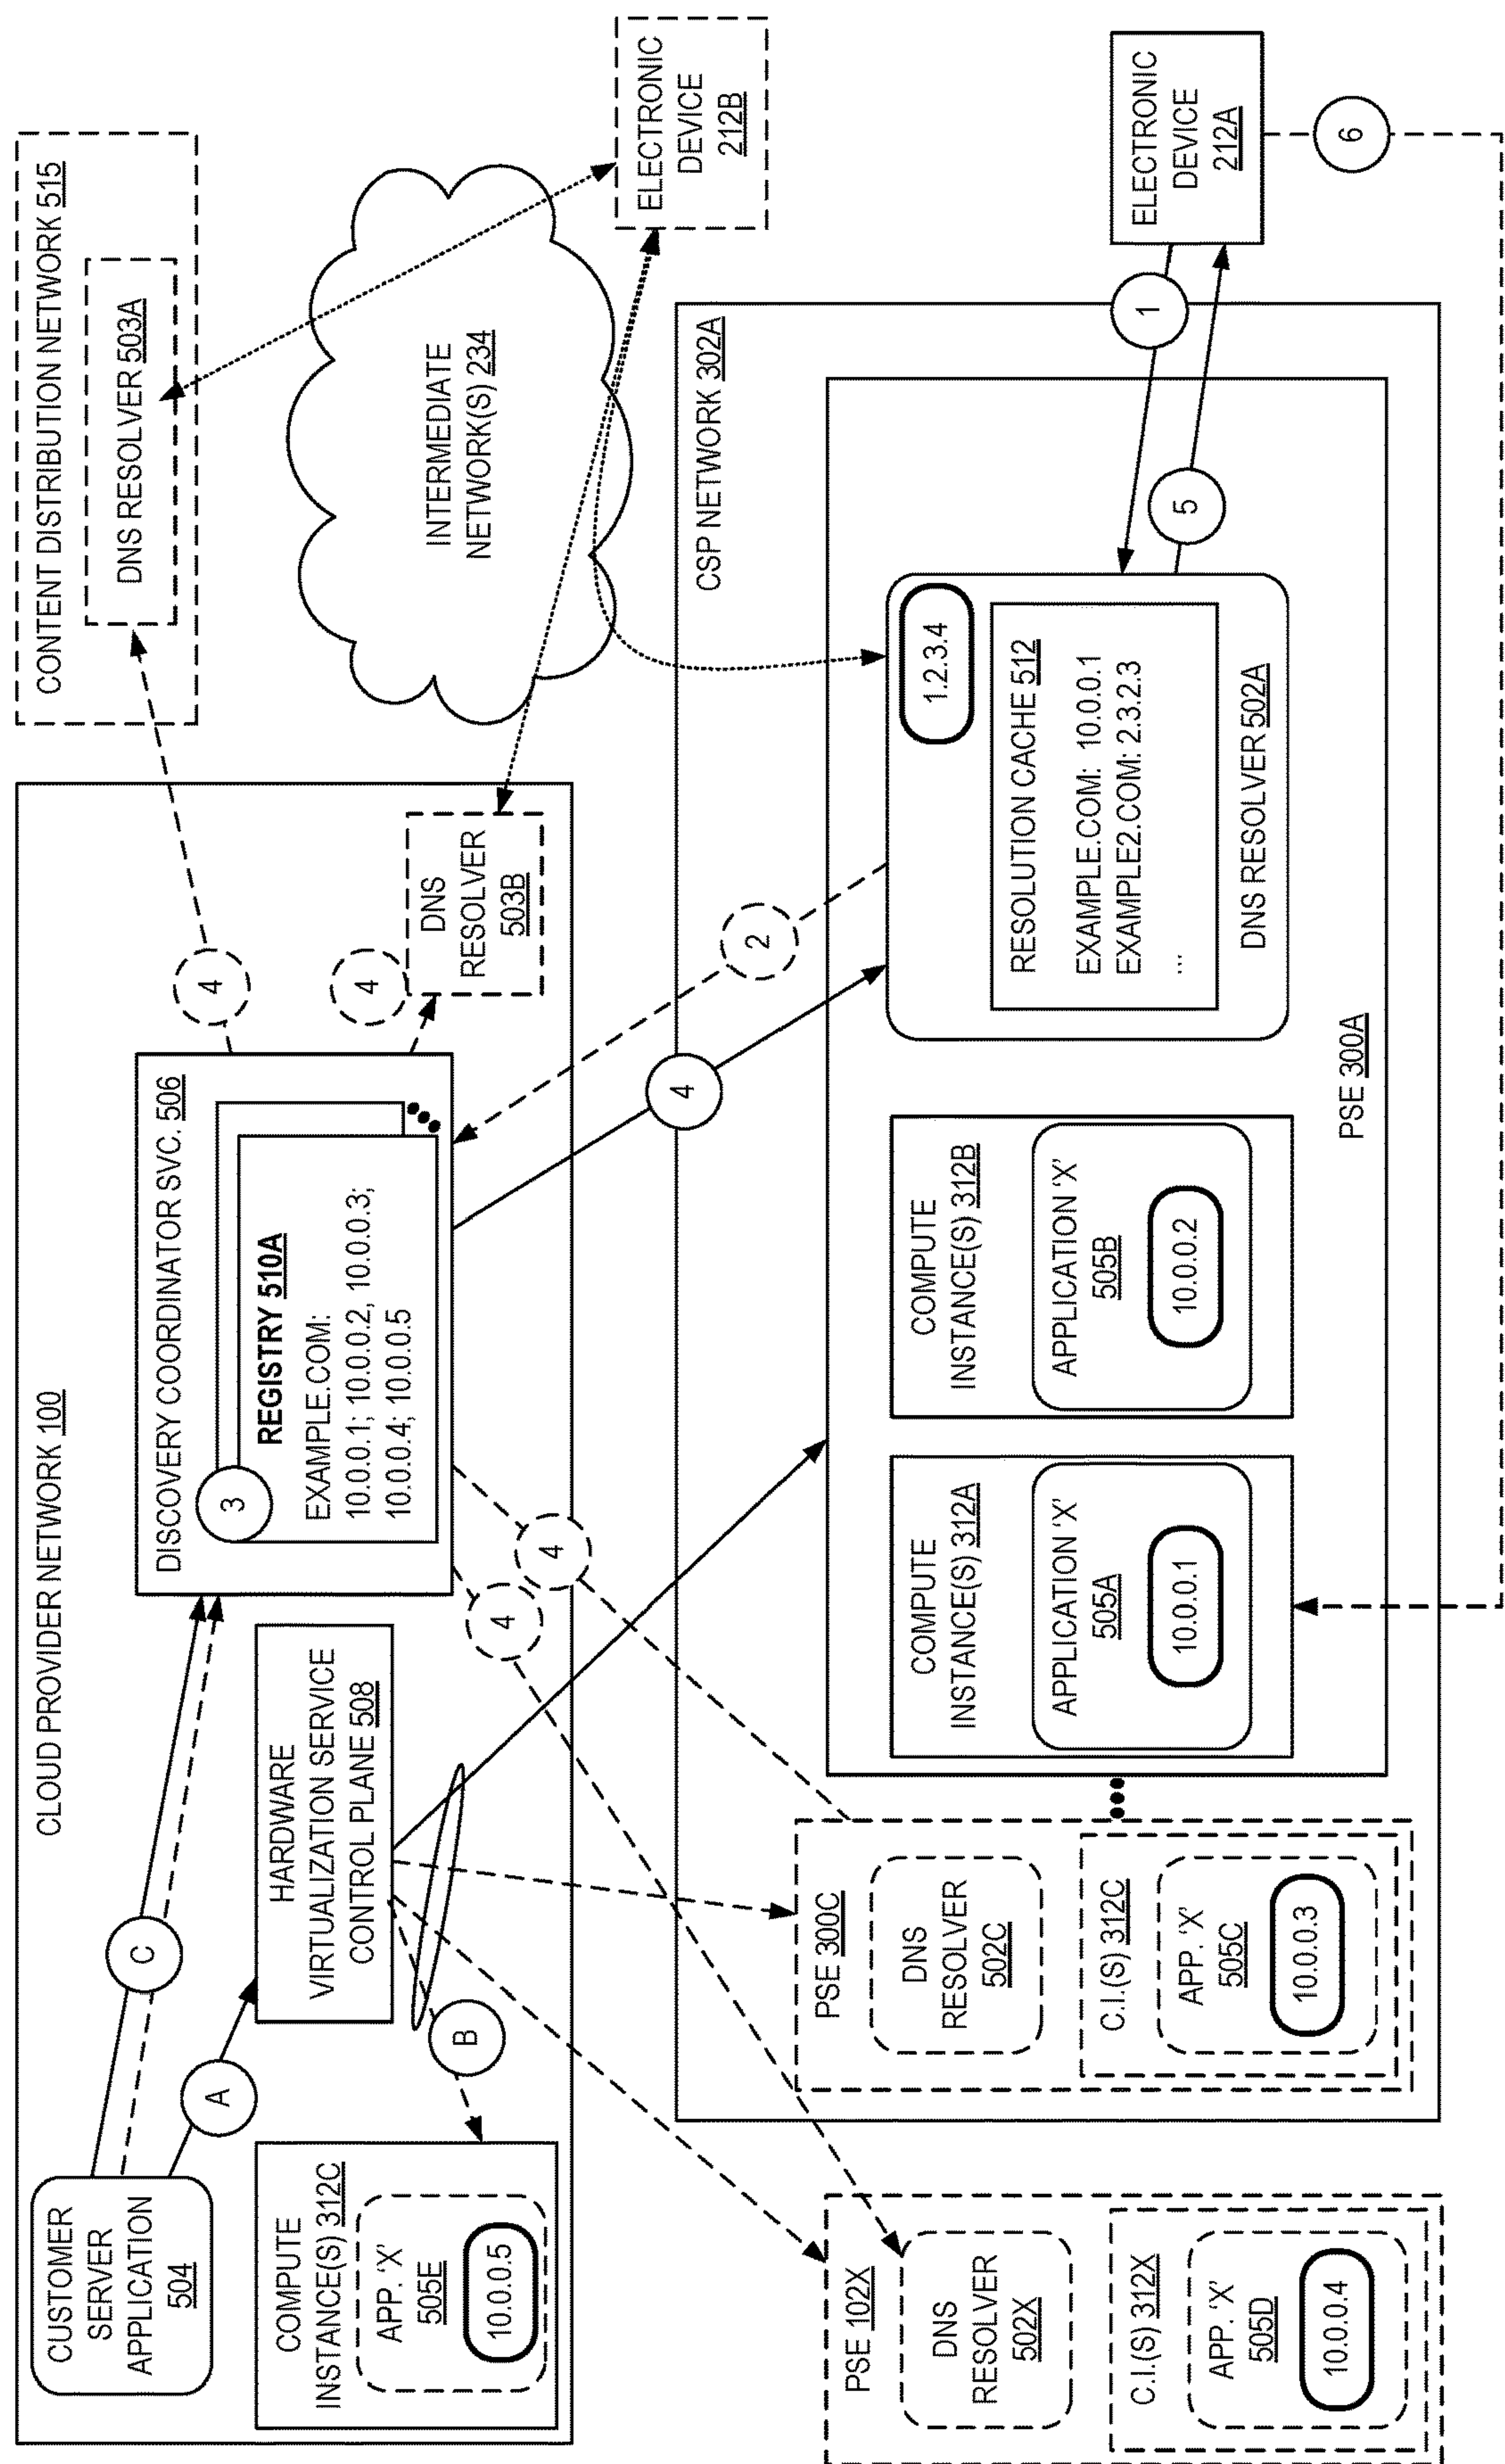 CLOUD PROVIDER NETWORK 100
CUSTOMER
SERVER
APPLICATION
504
C
A
HARDWARE
VIRTUALIZATION SERVICE
CONTROL PLANE 508
B
COMPUTE
INSTANCE(S) 312C
APP. ‘X’
505E
10.0.0.5
DISCOVERY COORDINATOR SVC. 506
3
REGISTRY 510A
EXAMPLE.COM:
10.0.0.1; 10.0.0.2, 10.0.0.3;
10.0.0.4; 10.0.0.5
4
4
4
4
4
2
DNS
RESOLVER
503B
CONTENT DISTRIBUTION NETWORK 515
DNS RESOLVER 503A
INTERMEDIATE
NETWORK(S) 234
ELECTRONIC
DEVICE
212B
PSE 102X
DNS
RESOLVER
502X
C.I.(S) 312X
APP. ‘X’
505D
10.0.0.4
CSP NETWORK 302A
PSE 300C
DNS
RESOLVER
502C
C.I.(S) 312C
APP. ‘X’
505C
10.0.0.3
COMPUTE
INSTANCE(S) 312A
APPLICATION ‘X’
505A
10.0.0.1
COMPUTE
INSTANCE(S) 312B
APPLICATION ‘X’
505B
10.0.0.2
1.2.3.4
RESOLUTION CACHE 512
EXAMPLE.COM: 10.0.0.1
EXAMPLE2.COM: 2.3.2.3
...
DNS RESOLVER 502A
PSE 300A
1
5
ELECTRONIC
DEVICE
212A
6